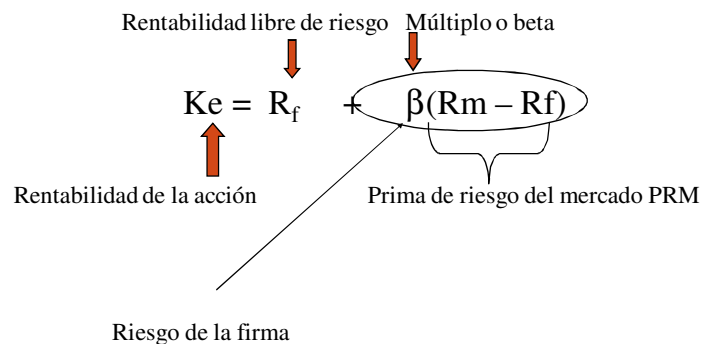 Rentabilidad libre de riesgo Múltiplo o beta
Ke = Rf + β(Rm – Rf)
Rentabilidad de la acción Prima de riesgo del mercado PRM
Riesgo de la firma